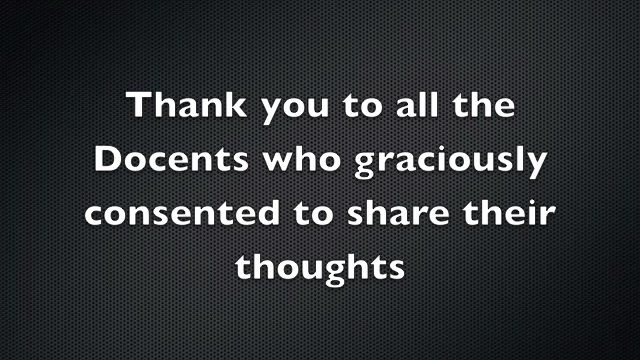 Thank you to all the
Docents who graciously
consented to share their
thoughts